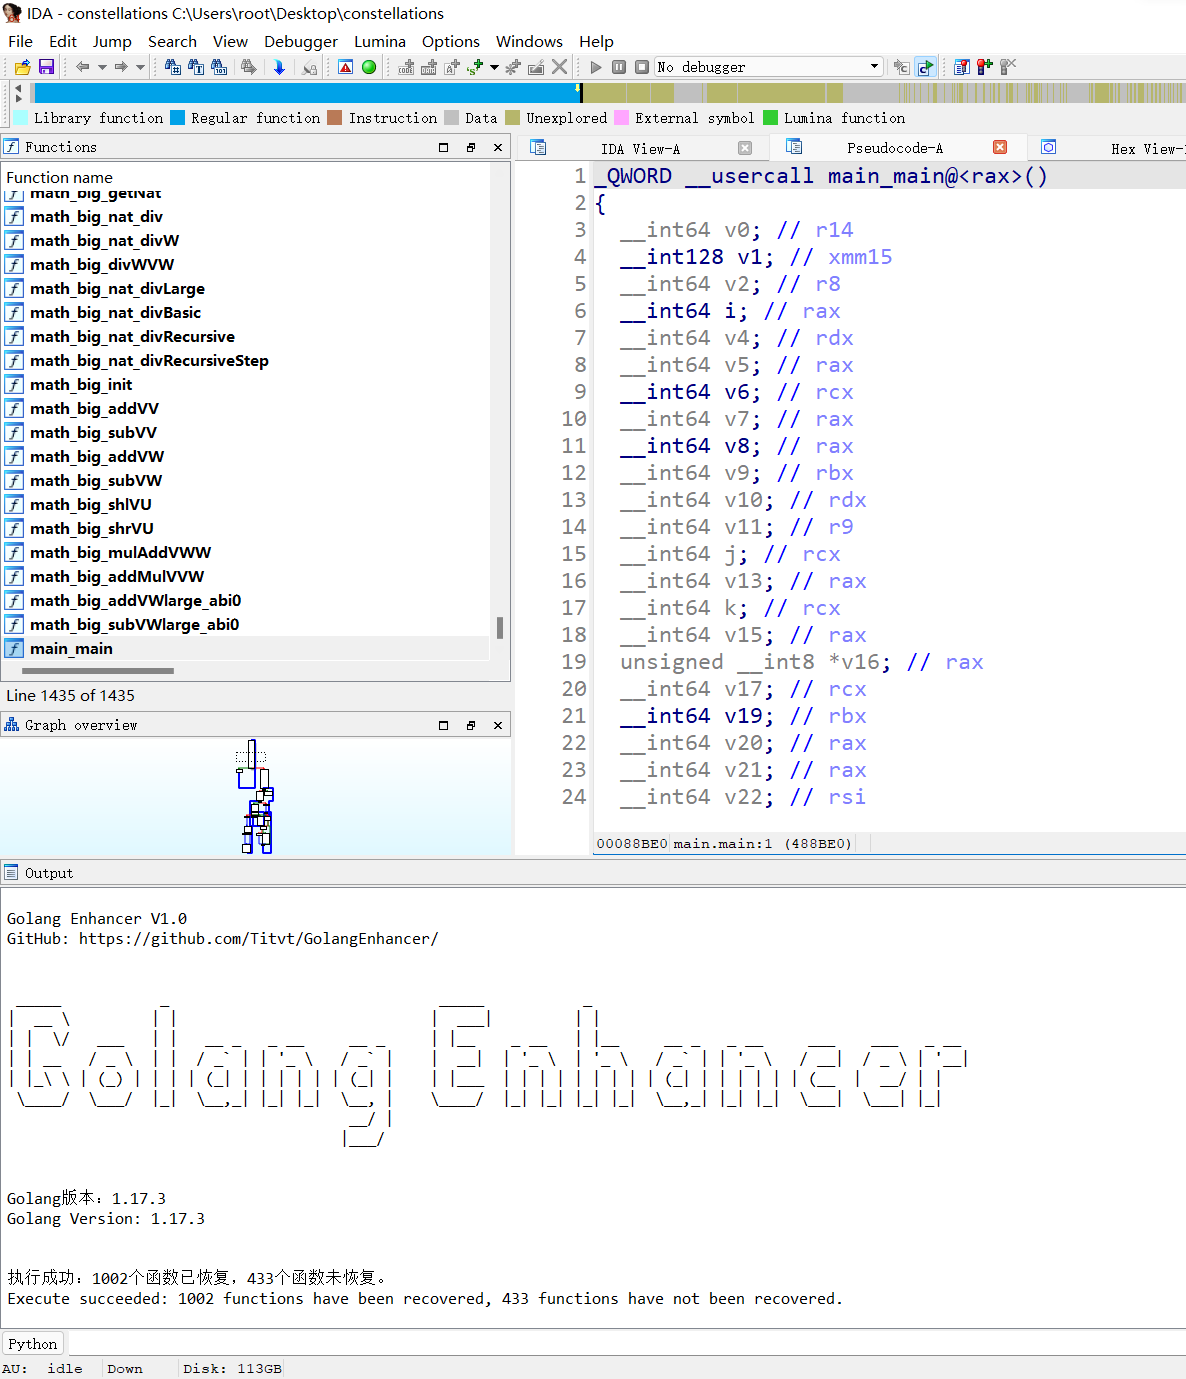 IDA - constellations C:\Users\root\Desktop\constellations
File Edit Jump Search View Debugger Lumina Options Windows Help
No debugger
Library function Regular function Instruction Data Unexplored External symbol Lumina function
Functions
IDA View-A Pseudocode-A Hex View-
Function name
math_big_getNat
math_big_nat_div
math_big_nat_divW
math_big_divWVW
math_big_nat_divLarge
math_big_nat_divBasic
math_big_nat_divRecursive
math_big_nat_divRecursiveStep
math_big_init
math_big_addVV
math_big_subVV
math_big_addVW
math_big_subVW
math_big_shlVU
math_big_shrVU
math_big_mulAddVWW
math_big_addMulVVW
math_big_addVWlarge_abi0
math_big_subVWlarge_abi0
main_main
Line 1435 of 1435
Graph overview
1 _QWORD __usercall main_main@<rax>()
2 {
3 __int64 v0; // r14
4 __int128 v1; // xmm15
5 __int64 v2; // r8
6 __int64 i; // rax
7 __int64 v4; // rdx
8 __int64 v5; // rax
9 __int64 v6; // rcx
10 __int64 v7; // rax
11 __int64 v8; // rax
12 __int64 v9; // rbx
13 __int64 v10; // rdx
14 __int64 v11; // r9
15 __int64 j; // rcx
16 __int64 v13; // rax
17 __int64 k; // rcx
18 __int64 v15; // rax
19 unsigned __int8 *v16; // rax
20 __int64 v17; // rcx
21 __int64 v19; // rbx
22 __int64 v20; // rax
23 __int64 v21; // rax
24 __int64 v22; // rsi
00088BE0 main.main:1 (488BE0)
Output
Golang Enhancer V1.0
GitHub: https://github.com/Titvt/GolangEnhancer/
Golang Enhancer
Golang版本：1.17.3
Golang Version: 1.17.3
执行成功：1002个函数已恢复，433个函数未恢复。
Execute succeeded: 1002 functions have been recovered, 433 functions have not been recovered.
Python
AU: idle Down Disk: 113GB